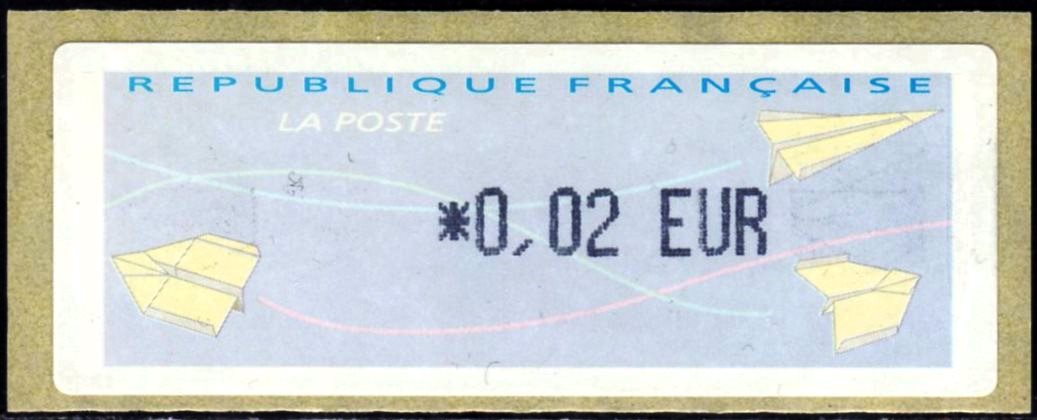 REPUBLIQUE FRANÇAISE
LA POSTE
*0,02 EUR